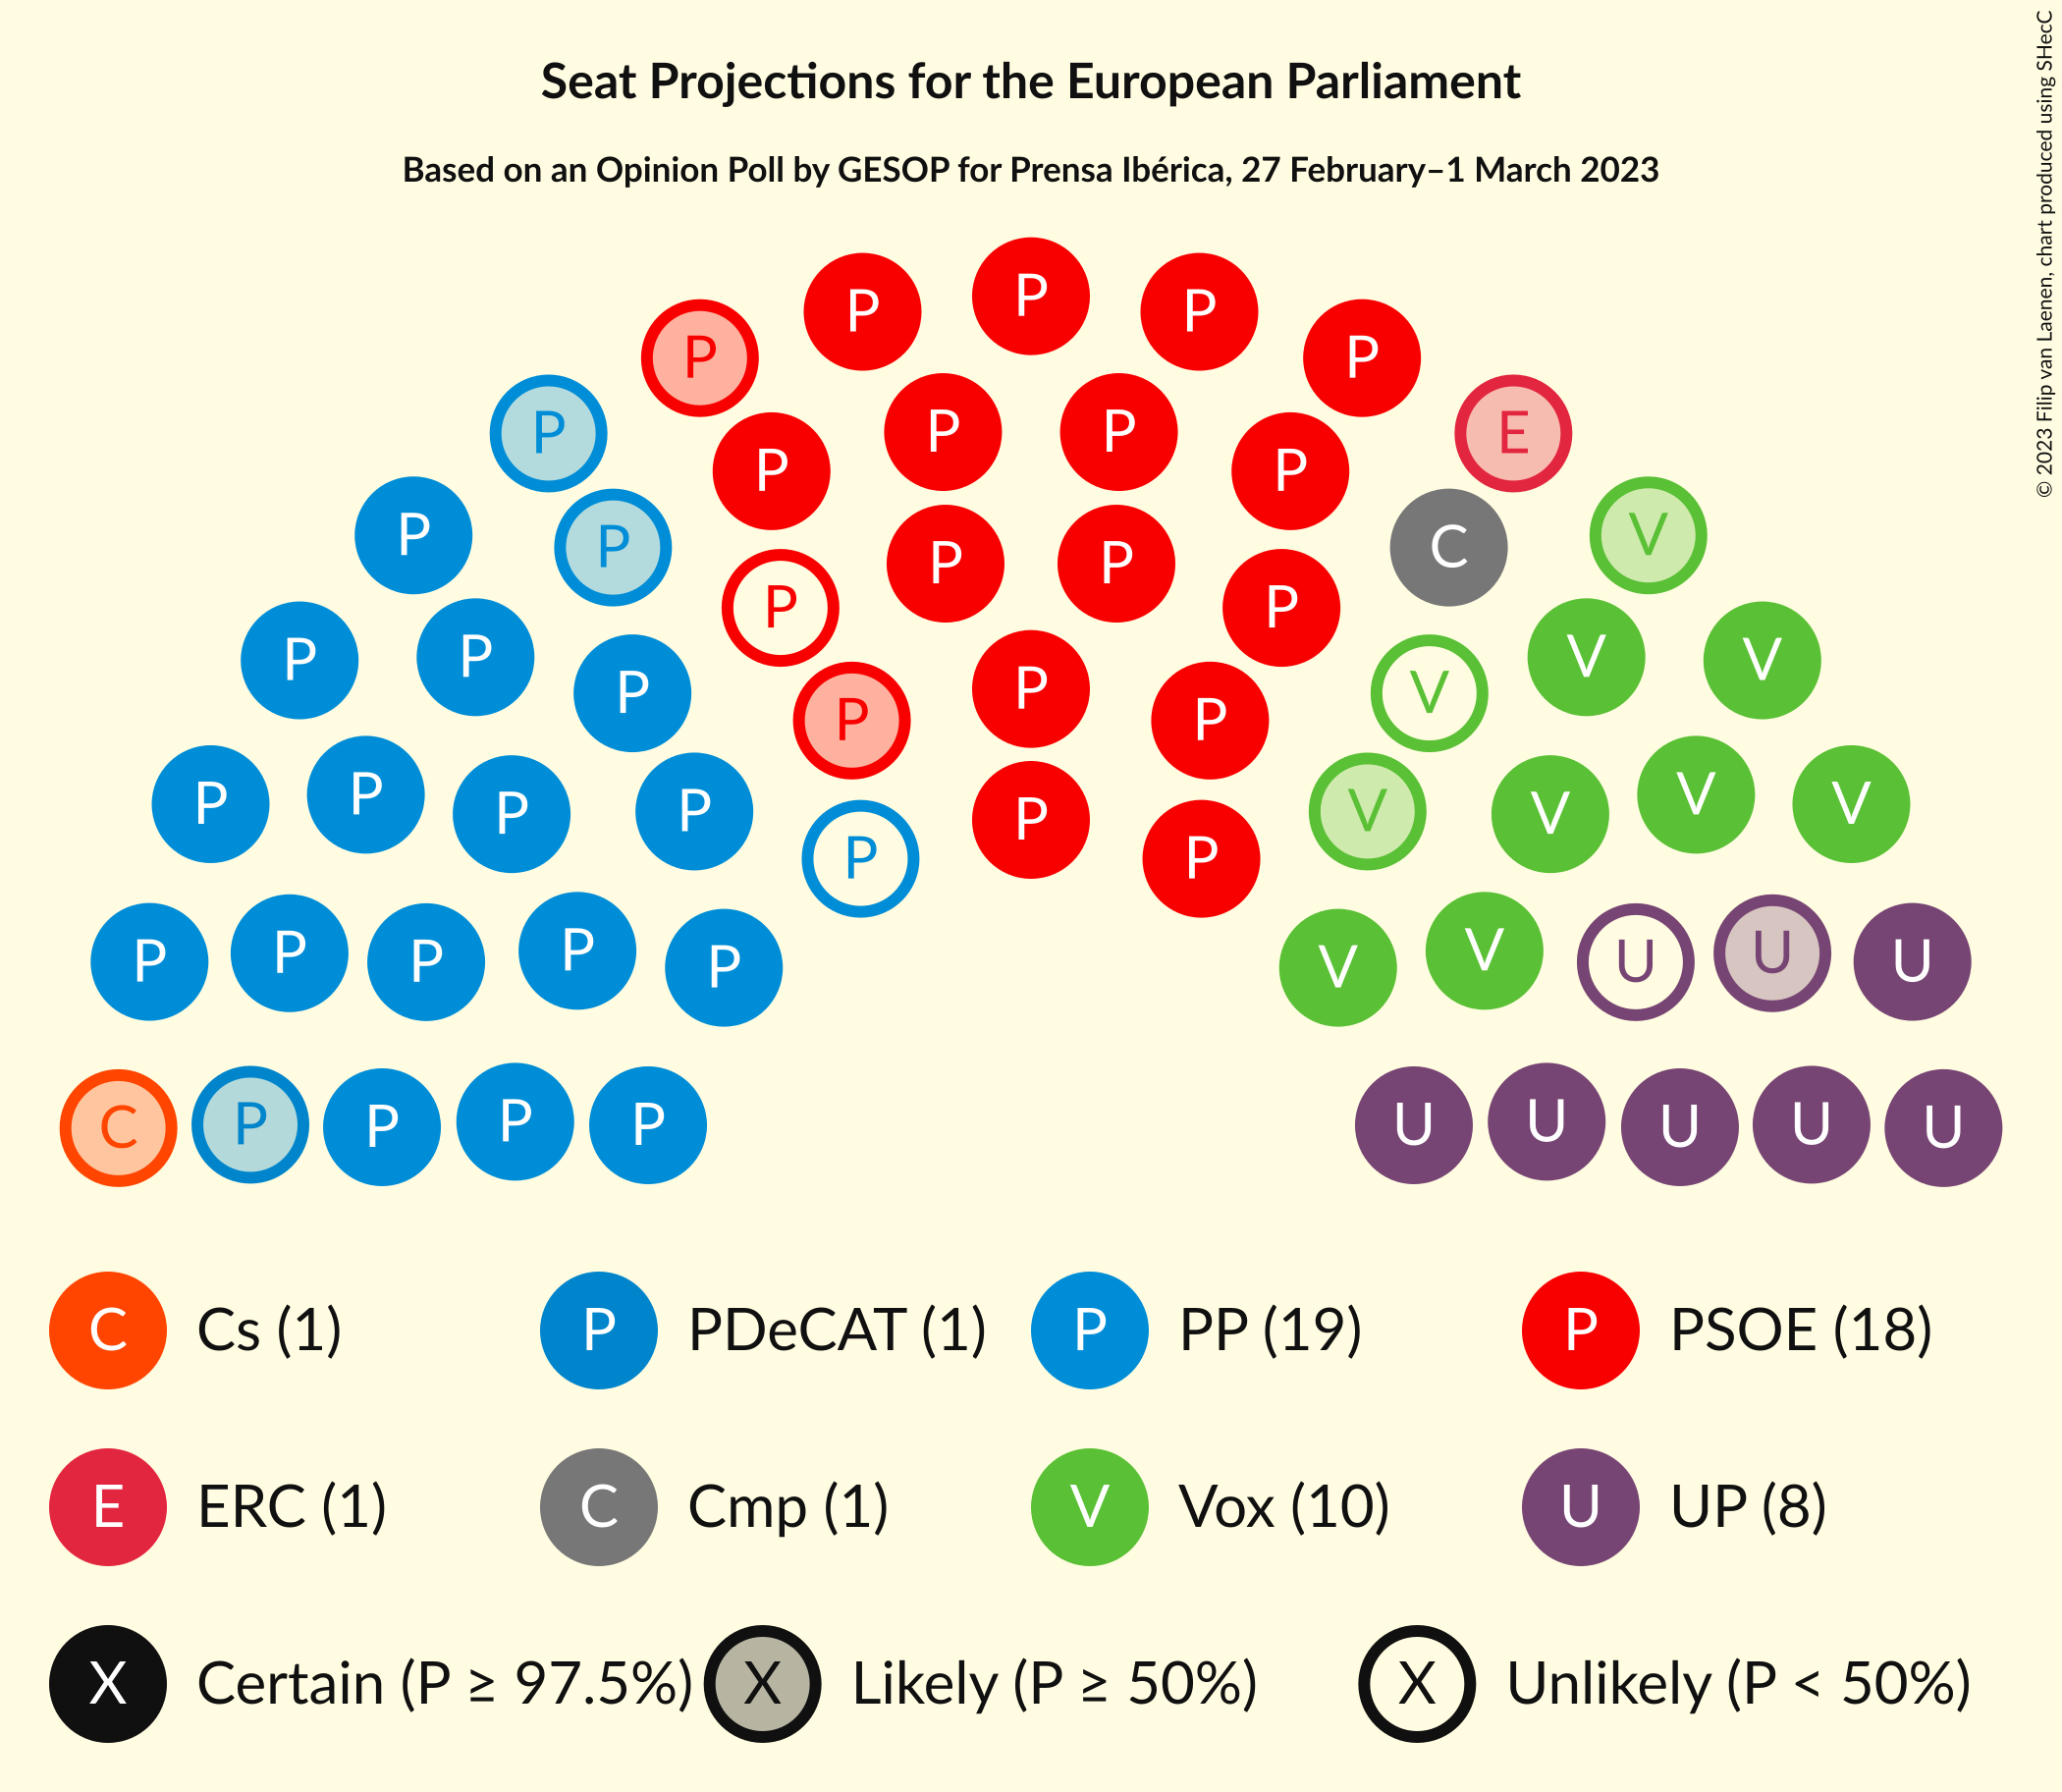 Seat Projections for the European Parliament
Based on an Opinion Poll by GESOP for Prensa Ibérica, 27 February–1 March 2023
© 2023 Filip van Laenen, chart produced using SHecC
P
P P
P P
P P P E
P P
P P C V
P P
P P
P P V V
P P V
P P
P P P P P V V V V
P P
P P P P P V V U U U
C P P P P U U U U U
C Cs (1) P PDeCAT (1) P PP (19) P PSOE (18)
E ERC (1) C Cmp (1) V Vox (10) U UP (8)
X Certain (P ≥ 97.5%) X Likely (P ≥ 50%) X Unlikely (P < 50%)